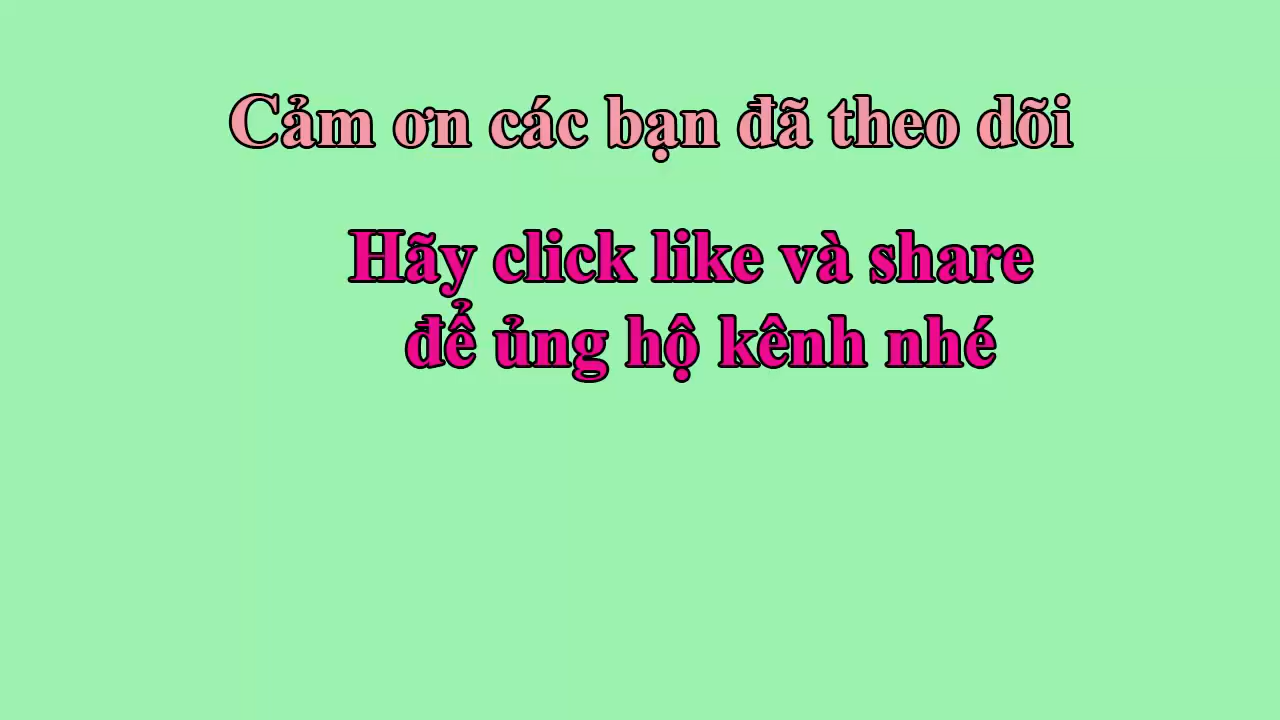 Cảm ơn các bạn đã theo dõi
Hãy click like và share
để ủng hộ kênh nhé